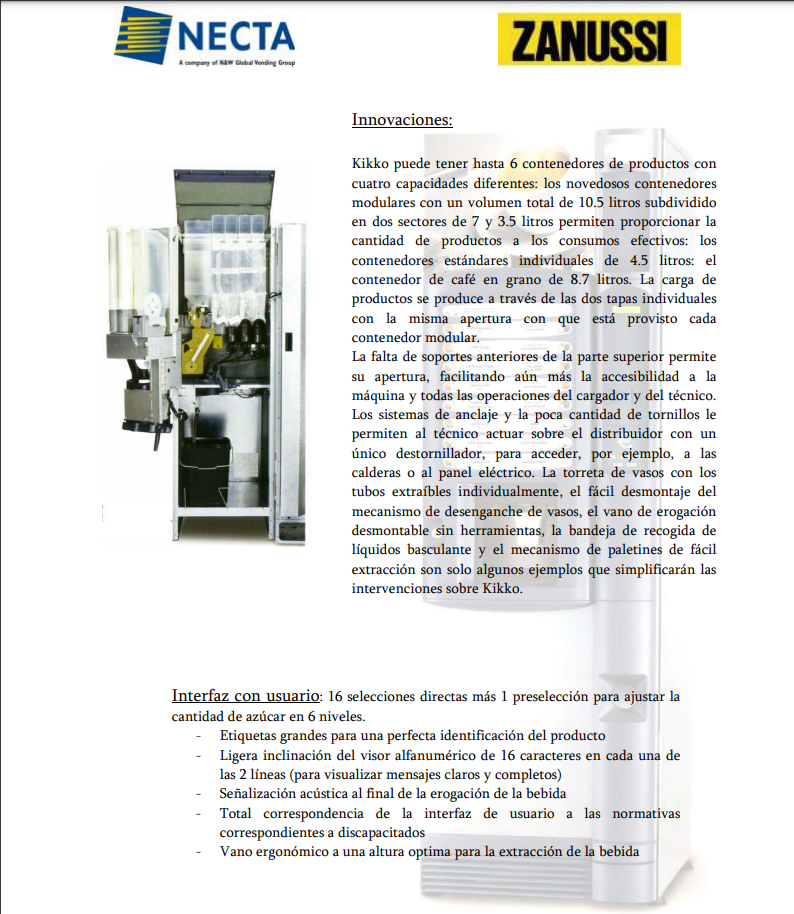 NECTA
A company of N&W Global Vending Group
ZANUSSI
Innovaciones:
Kikko puede tener hasta 6 contenedores de productos con
cuatro capacidades diferentes: los novedosos contenedores
modulares con un volumen total de 10.5 litros subdividido
en dos sectores de 7 y 3.5 litros permiten proporcionar la
cantidad de productos a los consumos efectivos: los
contenedores estándares individuales de 4.5 litros: el
contenedor de café en grano de 8.7 litros. La carga de
productos se produce a través de las dos tapas individuales
con la misma apertura con que está provisto cada
contenedor modular.
La falta de soportes anteriores de la parte superior permite
su apertura, facilitando aún más la accesibilidad a la
máquina y todas las operaciones del cargador y del técnico.
Los sistemas de anclaje y la poca cantidad de tornillos le
permiten al técnico actuar sobre el distribuidor con un
único destornillador, para acceder, por ejemplo, a las
calderas o al panel eléctrico. La torreta de vasos con los
tubos extraíbles individualmente, el fácil desmontaje del
mecanismo de desenganche de vasos, el vano de erogación
desmontable sin herramientas, la bandeja de recogida de
líquidos basculante y el mecanismo de paletines de fácil
extracción son solo algunos ejemplos que simplificarán las
intervenciones sobre Kikko.
Interfaz con usuario: 16 selecciones directas más 1 preselección para ajustar la
cantidad de azúcar en 6 niveles.
- Etiquetas grandes para una perfecta identificación del producto
- Ligera inclinación del visor alfanumérico de 16 caracteres en cada una de
las 2 líneas (para visualizar mensajes claros y completos)
- Señalización acústica al final de la erogación de la bebida
- Total correspondencia de la interfaz de usuario a las normativas
correspondientes a discapacitados
- Vano ergonómico a una altura optima para la extracción de la bebida